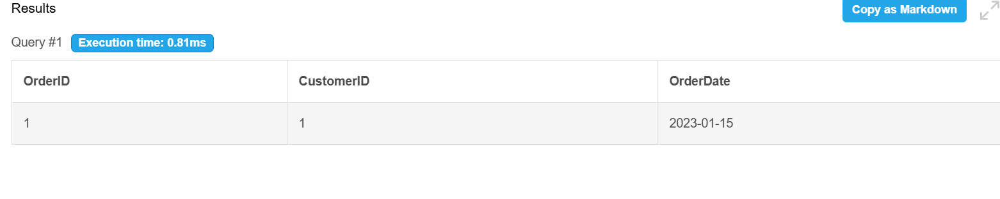 Results Copy as Markdown
Query #1 Execution time: 0.81ms
OrderID CustomerID OrderDate
1 1 2023-01-15